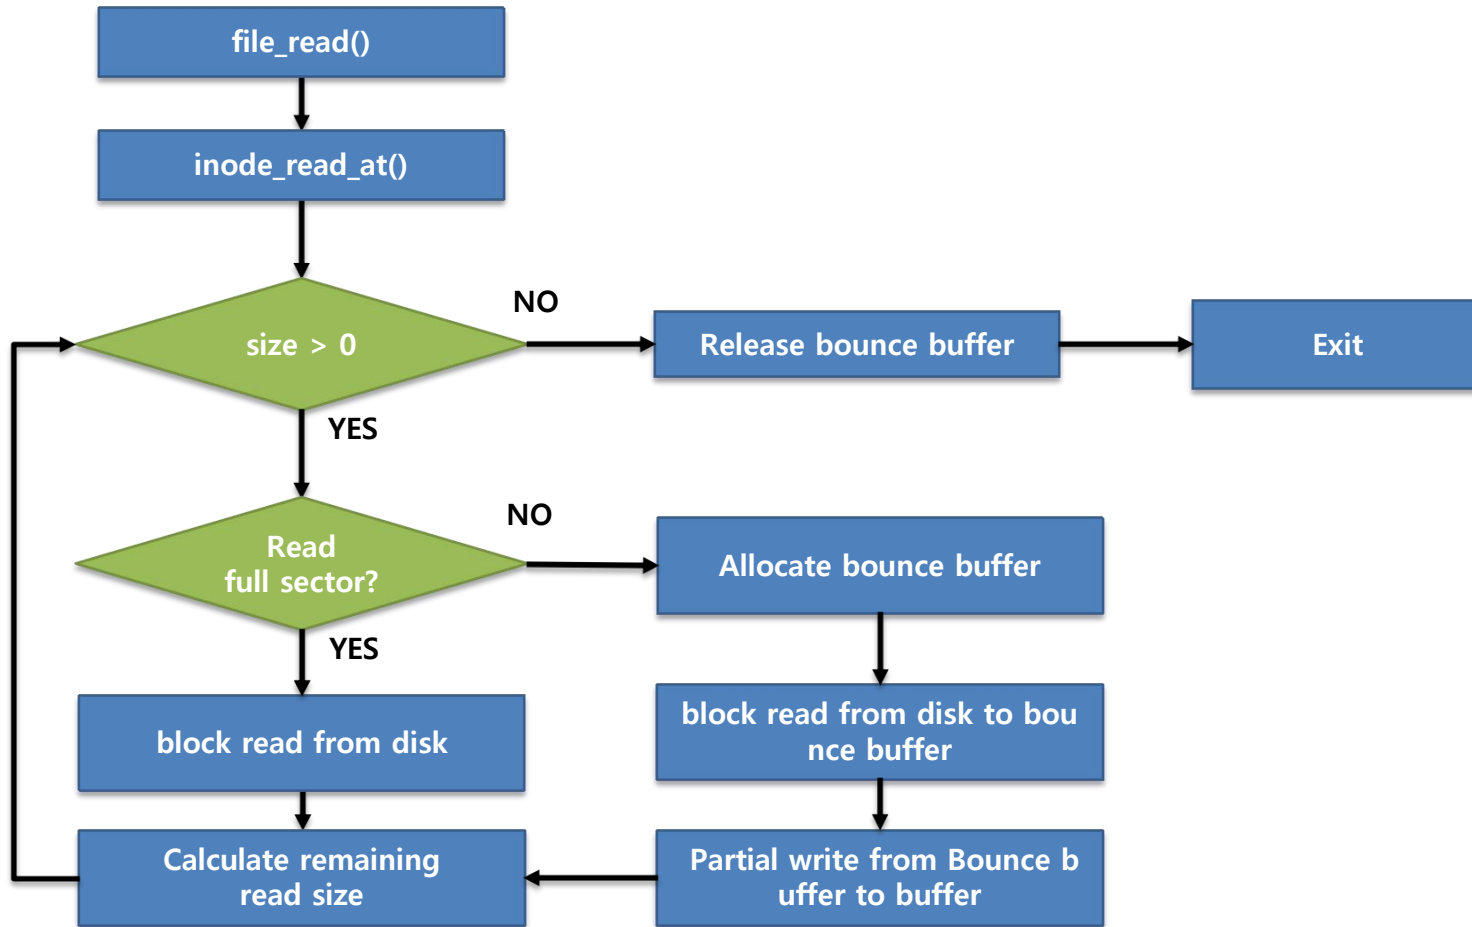 file_read()
inode_read_at()
NO
size > 0
Release bounce buffer
Exit
YES
NO
Read
full sector?
Allocate bounce buffer
YES
block read from disk
block read from disk to bou
nce buffer
Calculate remaining
read size
Partial write from Bounce b
uffer to buffer